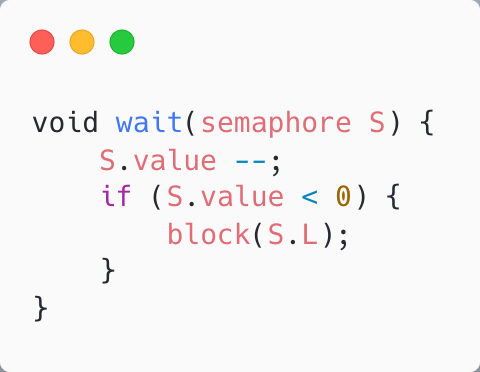 void wait(semaphore S) {
    S.value --;
    if (S.value < 0) {
        block(S.L);
    }
}